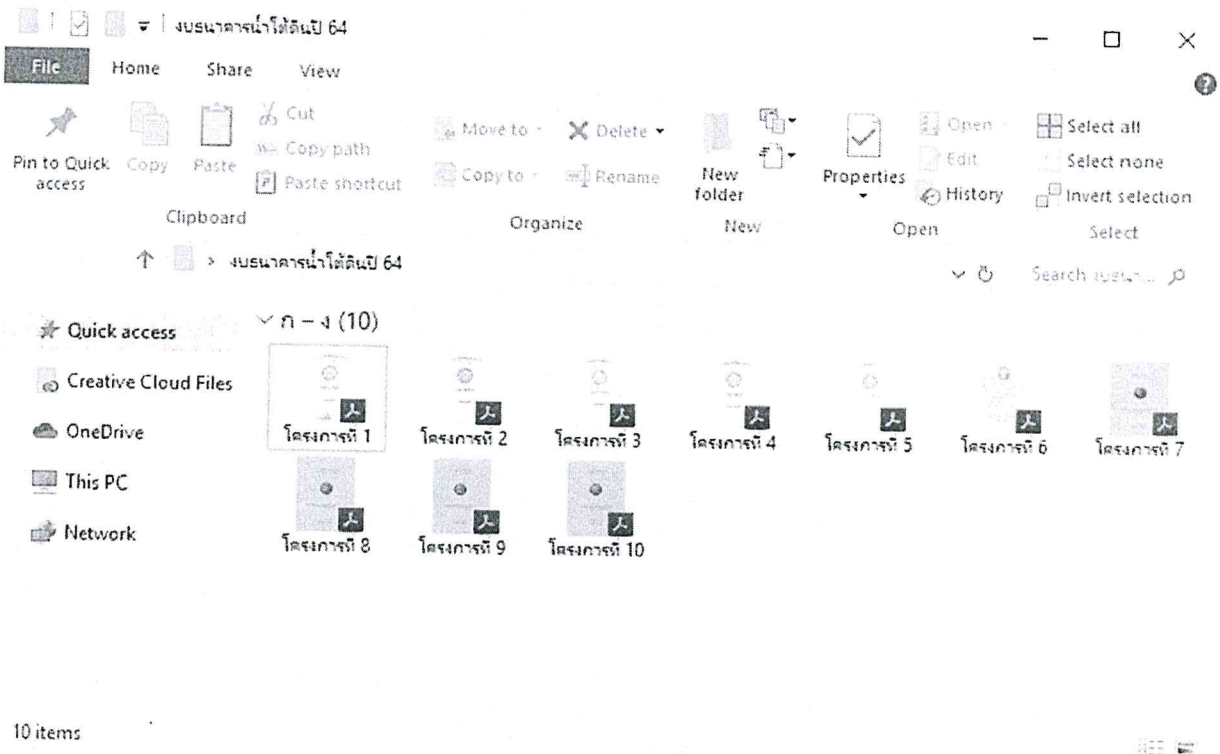 งบธนาคารน้ำใต้ดินปี 64
File Home Share View
Pin to Quick access
Copy
Paste
Cut
Copy path
Paste shortcut
Clipboard
Move to
Copy to
Delete
Rename
Organize
New folder
New
Properties
Open
Edit
History
Open
Select all
Select none
Invert selection
Select
งบธนาคารน้ำใต้ดินปี 64
Search
Quick access
Creative Cloud Files
OneDrive
This PC
Network
ก – ง (10)
โครงการที่ 1 โครงการที่ 2 โครงการที่ 3 โครงการที่ 4 โครงการที่ 5 โครงการที่ 6 โครงการที่ 7
โครงการที่ 8 โครงการที่ 9 โครงการที่ 10
10 items